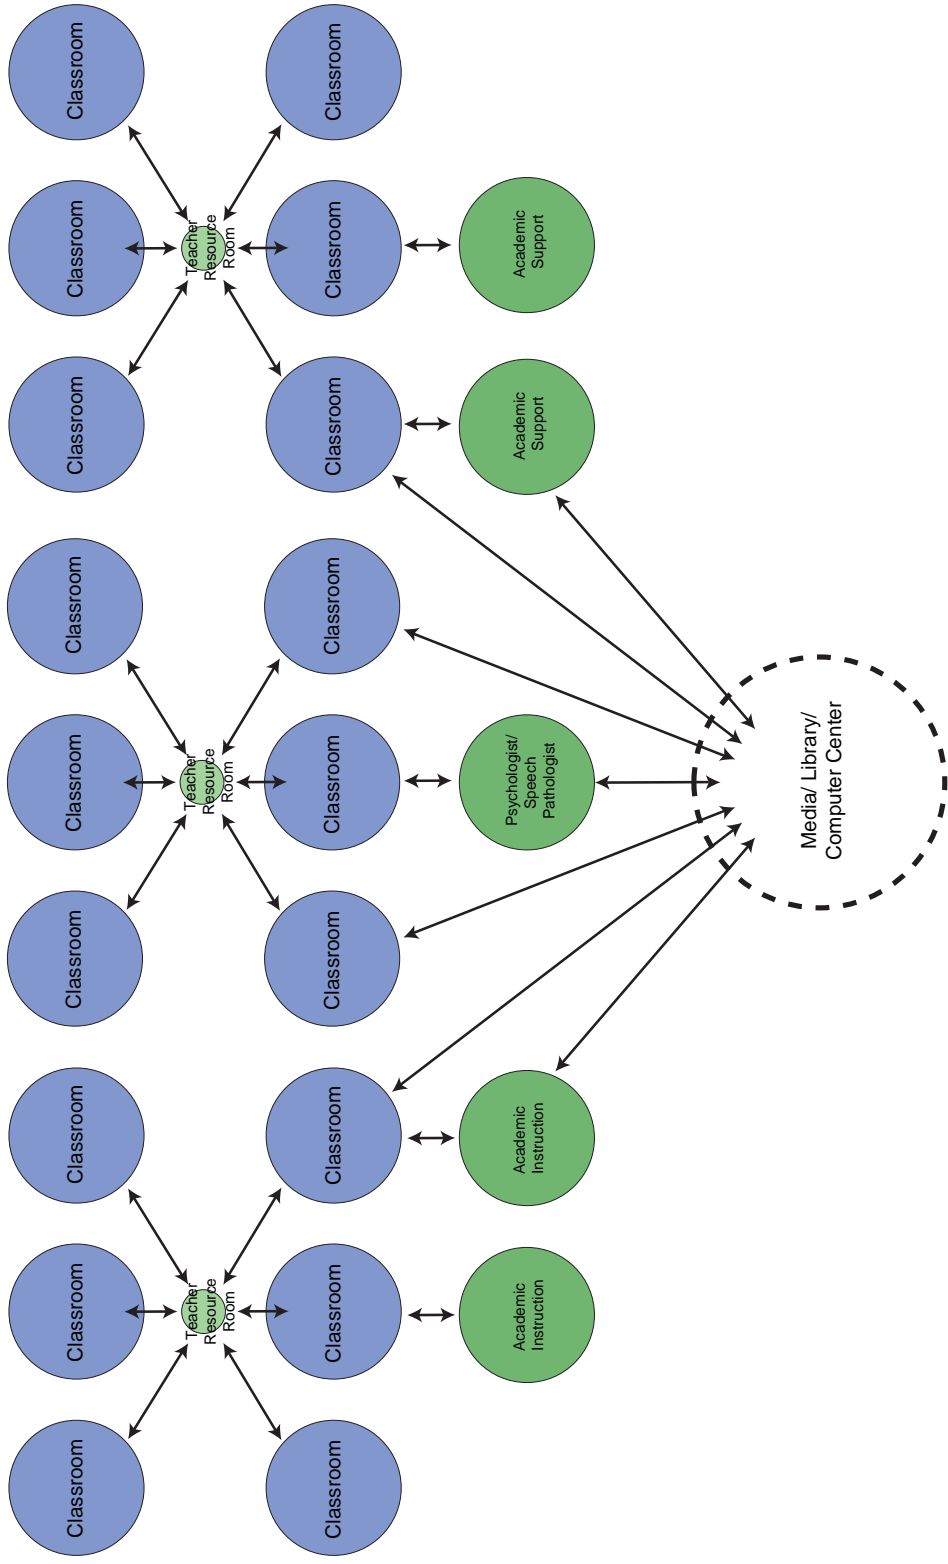 Classroom
Classroom
Classroom
Classroom
Classroom
Classroom
Classroom
Classroom
Classroom
Teacher
Resource
Room
Teacher
Resource
Room
Teacher
Resource
Room
Classroom
Classroom
Classroom
Classroom
Classroom
Classroom
Classroom
Classroom
Classroom
Academic
Instruction
Academic
Instruction
Psychologist/
Speech
Pathologist
Academic
Support
Academic
Support
Media/ Library/
Computer Center